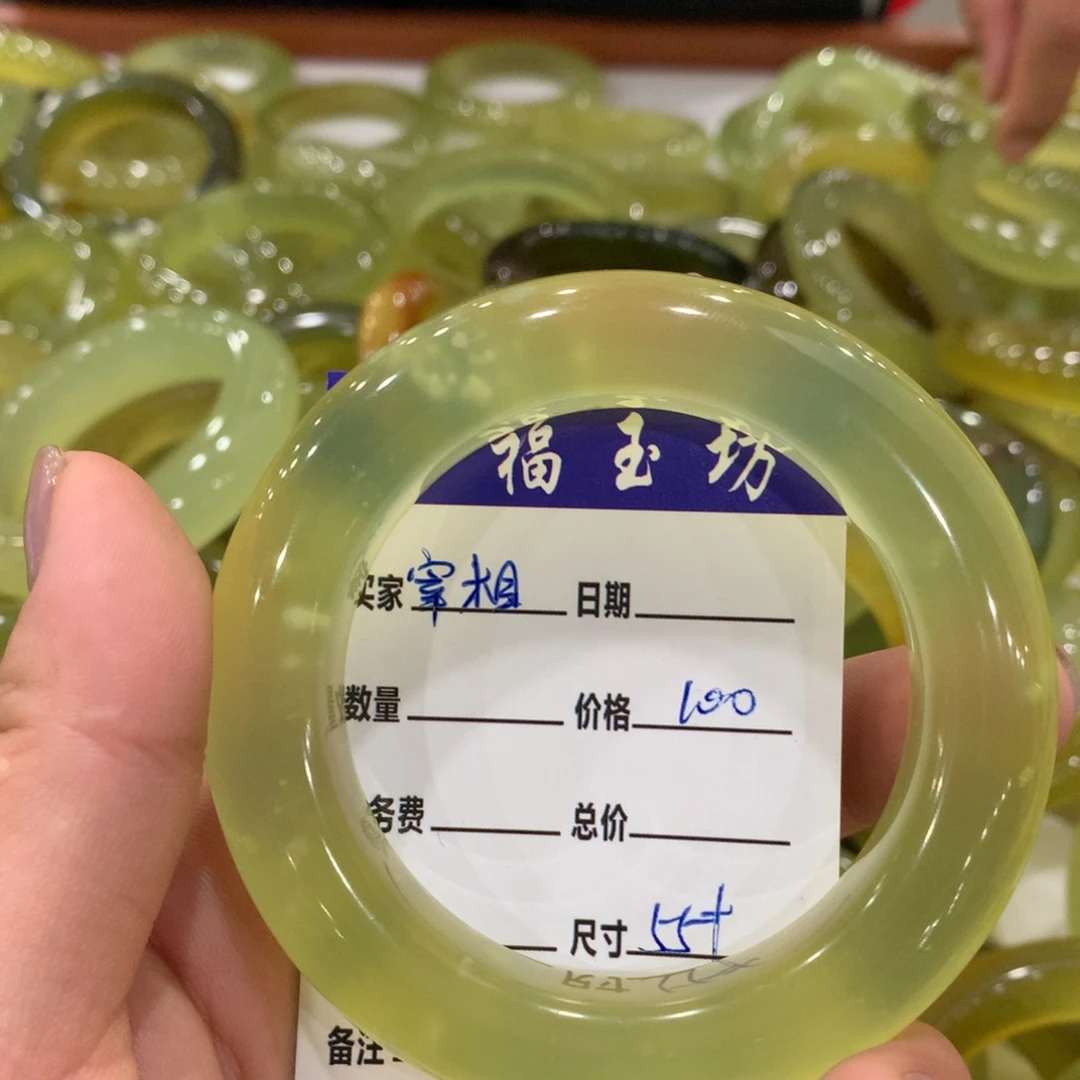 福玉坊
买家 宰相 日期
数量 价格 100
务费 总价
尺寸 55+
备注